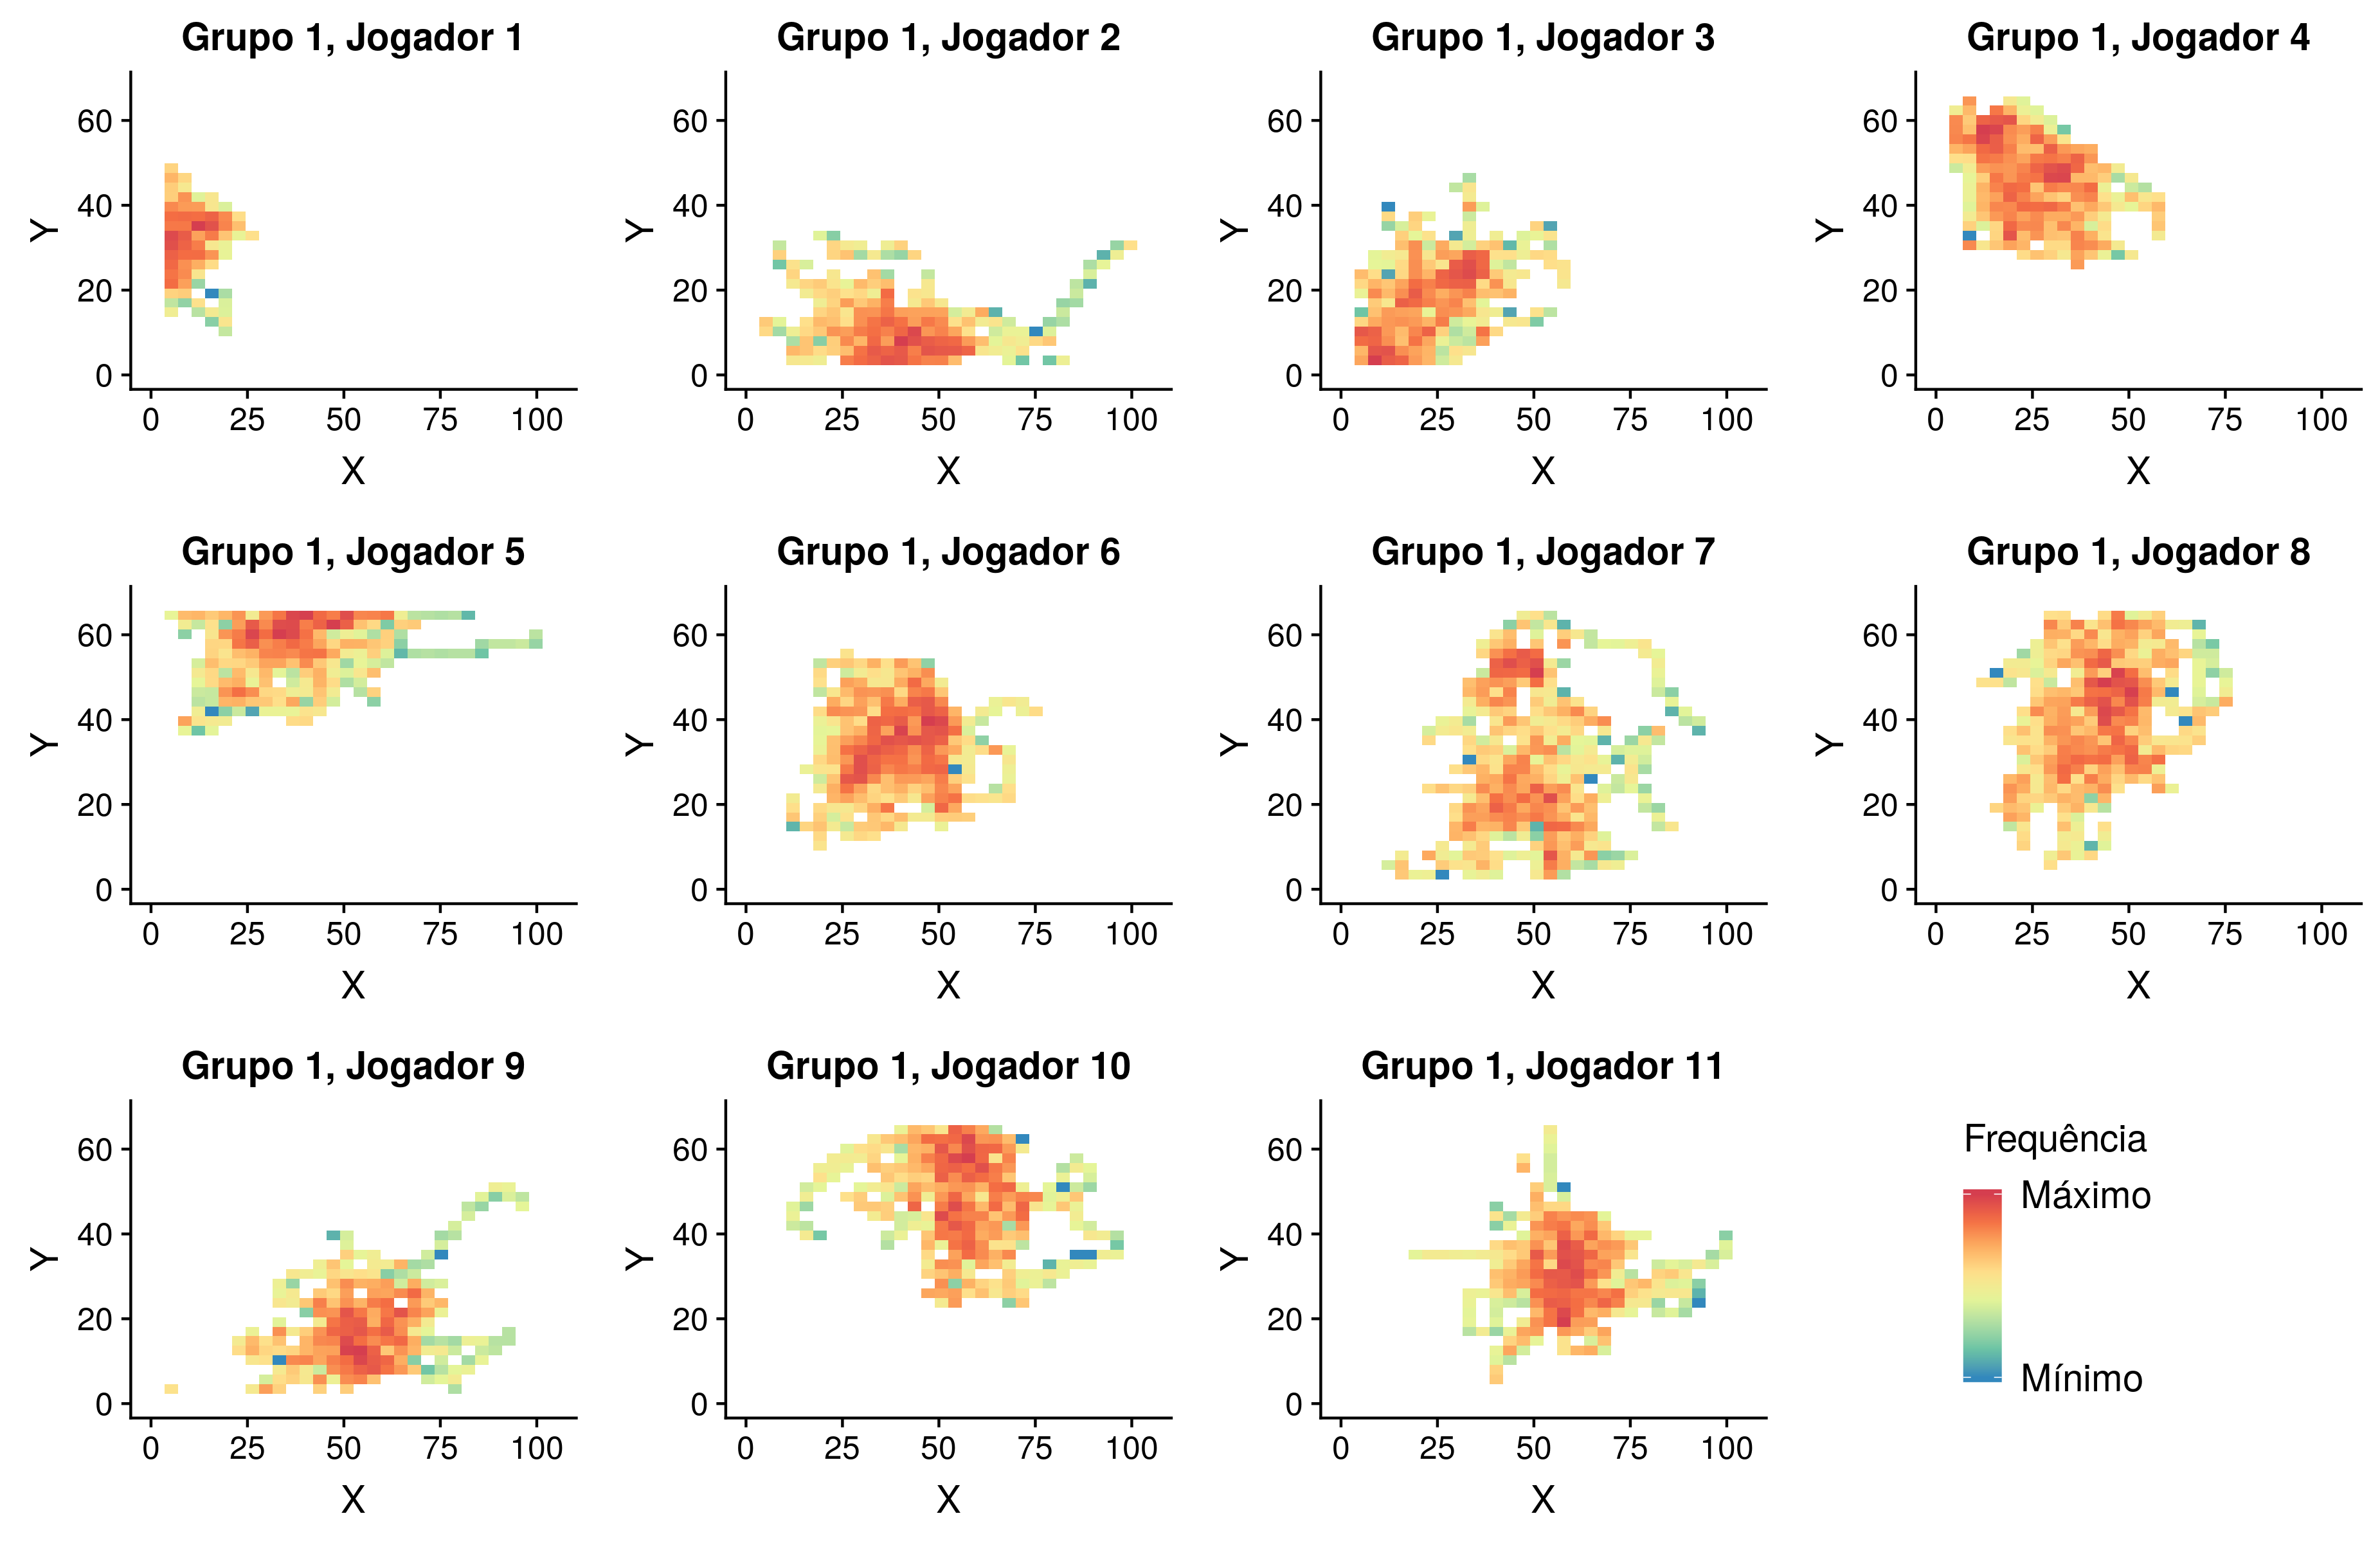 Grupo 1, Jogador 1
Y
60
40
20
0
0 25 50 75 100
X
Grupo 1, Jogador 2
Y
60
40
20
0
0 25 50 75 100
X
Grupo 1, Jogador 3
Y
60
40
20
0
0 25 50 75 100
X
Grupo 1, Jogador 4
Y
60
40
20
0
0 25 50 75 100
X
Grupo 1, Jogador 5
Y
60
40
20
0
0 25 50 75 100
X
Grupo 1, Jogador 6
Y
60
40
20
0
0 25 50 75 100
X
Grupo 1, Jogador 7
Y
60
40
20
0
0 25 50 75 100
X
Grupo 1, Jogador 8
Y
60
40
20
0
0 25 50 75 100
X
Grupo 1, Jogador 9
Y
60
40
20
0
0 25 50 75 100
X
Grupo 1, Jogador 10
Y
60
40
20
0
0 25 50 75 100
X
Grupo 1, Jogador 11
Y
60
40
20
0
0 25 50 75 100
X
Frequência
Máximo
Mínimo